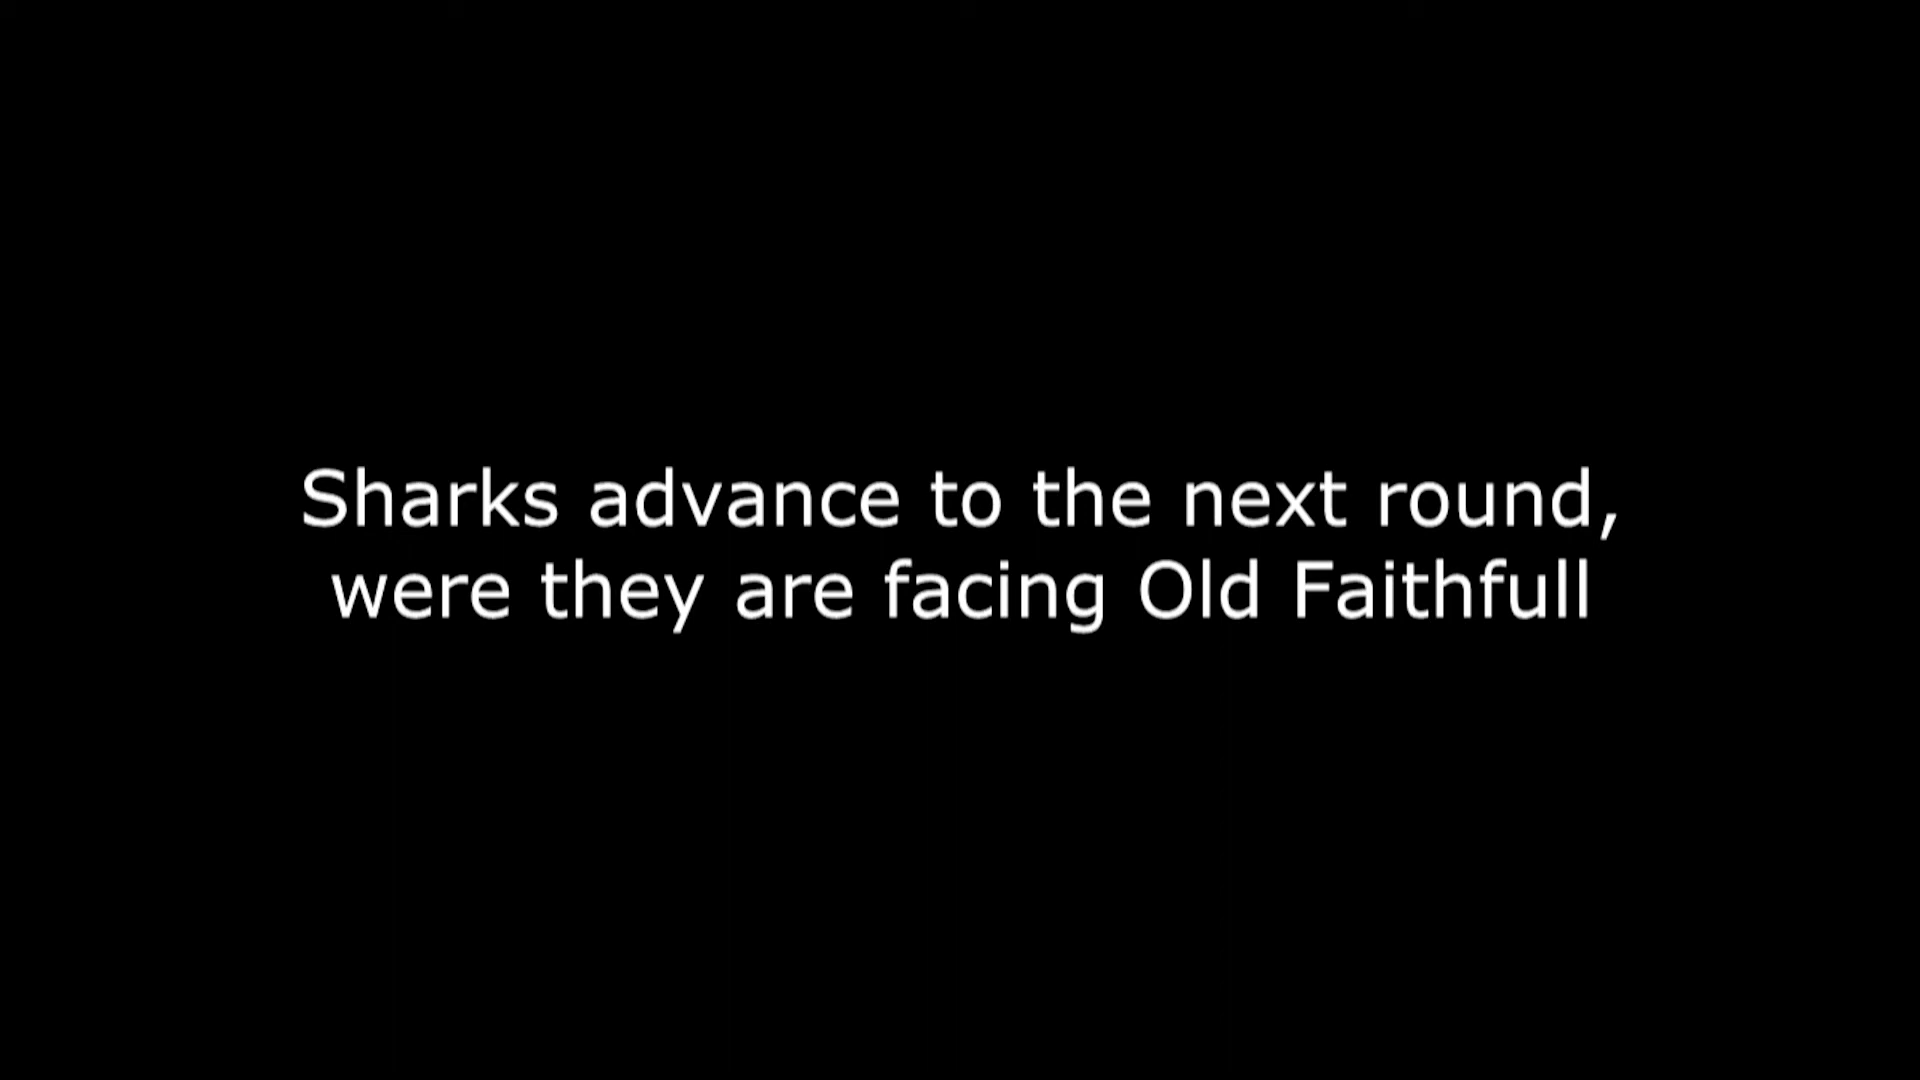 Sharks advance to the next round,
were they are facing Old Faithfull